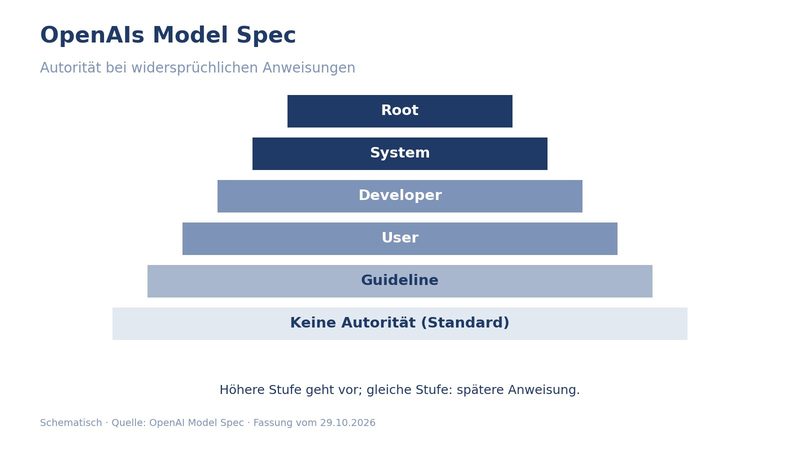 OpenAIs Model Spec
Autorität bei widersprüchlichen Anweisungen
Root
System
Developer
User
Guideline
Keine Autorität (Standard)
Höhere Stufe geht vor; gleiche Stufe: spätere Anweisung.
Schematisch · Quelle: OpenAI Model Spec · Fassung vom 29.10.2026